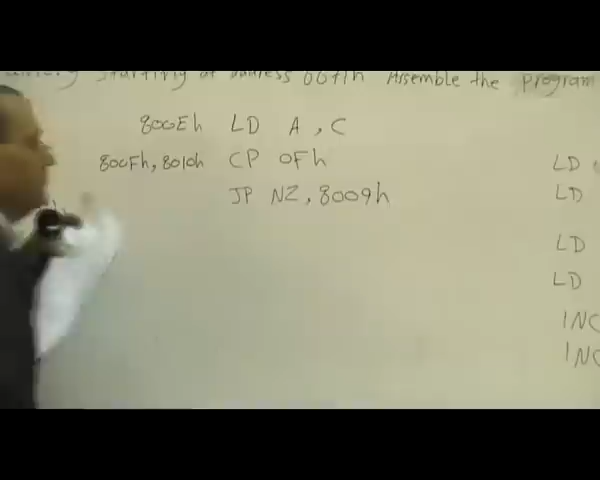 starting at address 00f1h Assemble the program
800Eh LD A , C
800Fh, 8010h CP 0Fh
JP NZ, 8009h
LD
LD
LD
LD
INC
INC